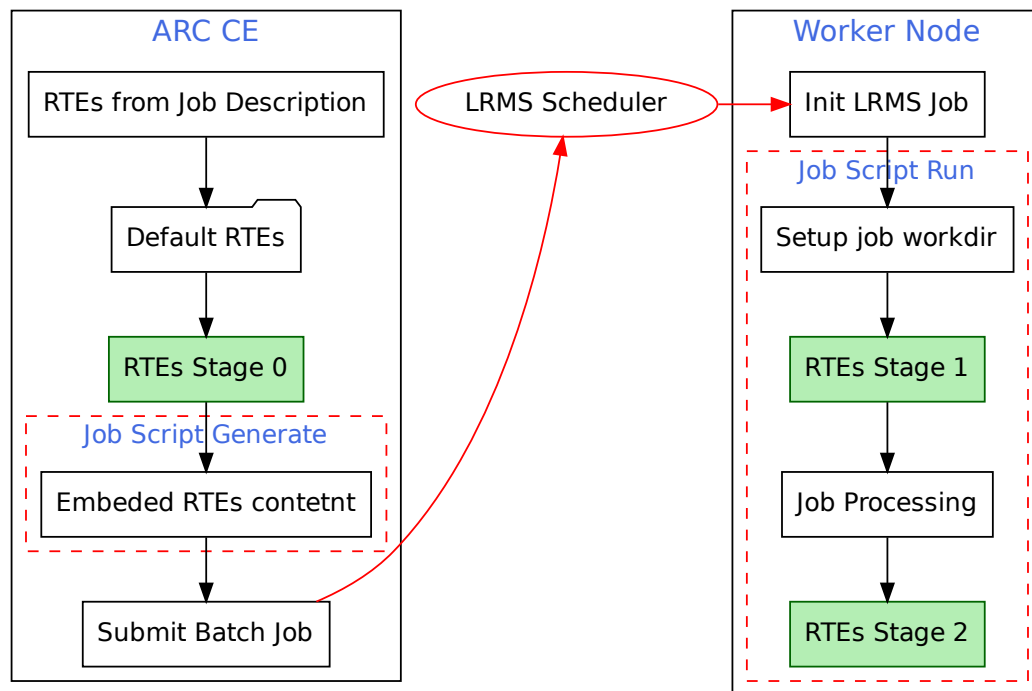 ARC CE
RTEs from Job Description
Default RTEs
RTEs Stage 0
Job Script Generate
Embeded RTEs contetnt
Submit Batch Job
LRMS Scheduler
Worker Node
Init LRMS Job
Job Script Run
Setup job workdir
RTEs Stage 1
Job Processing
RTEs Stage 2